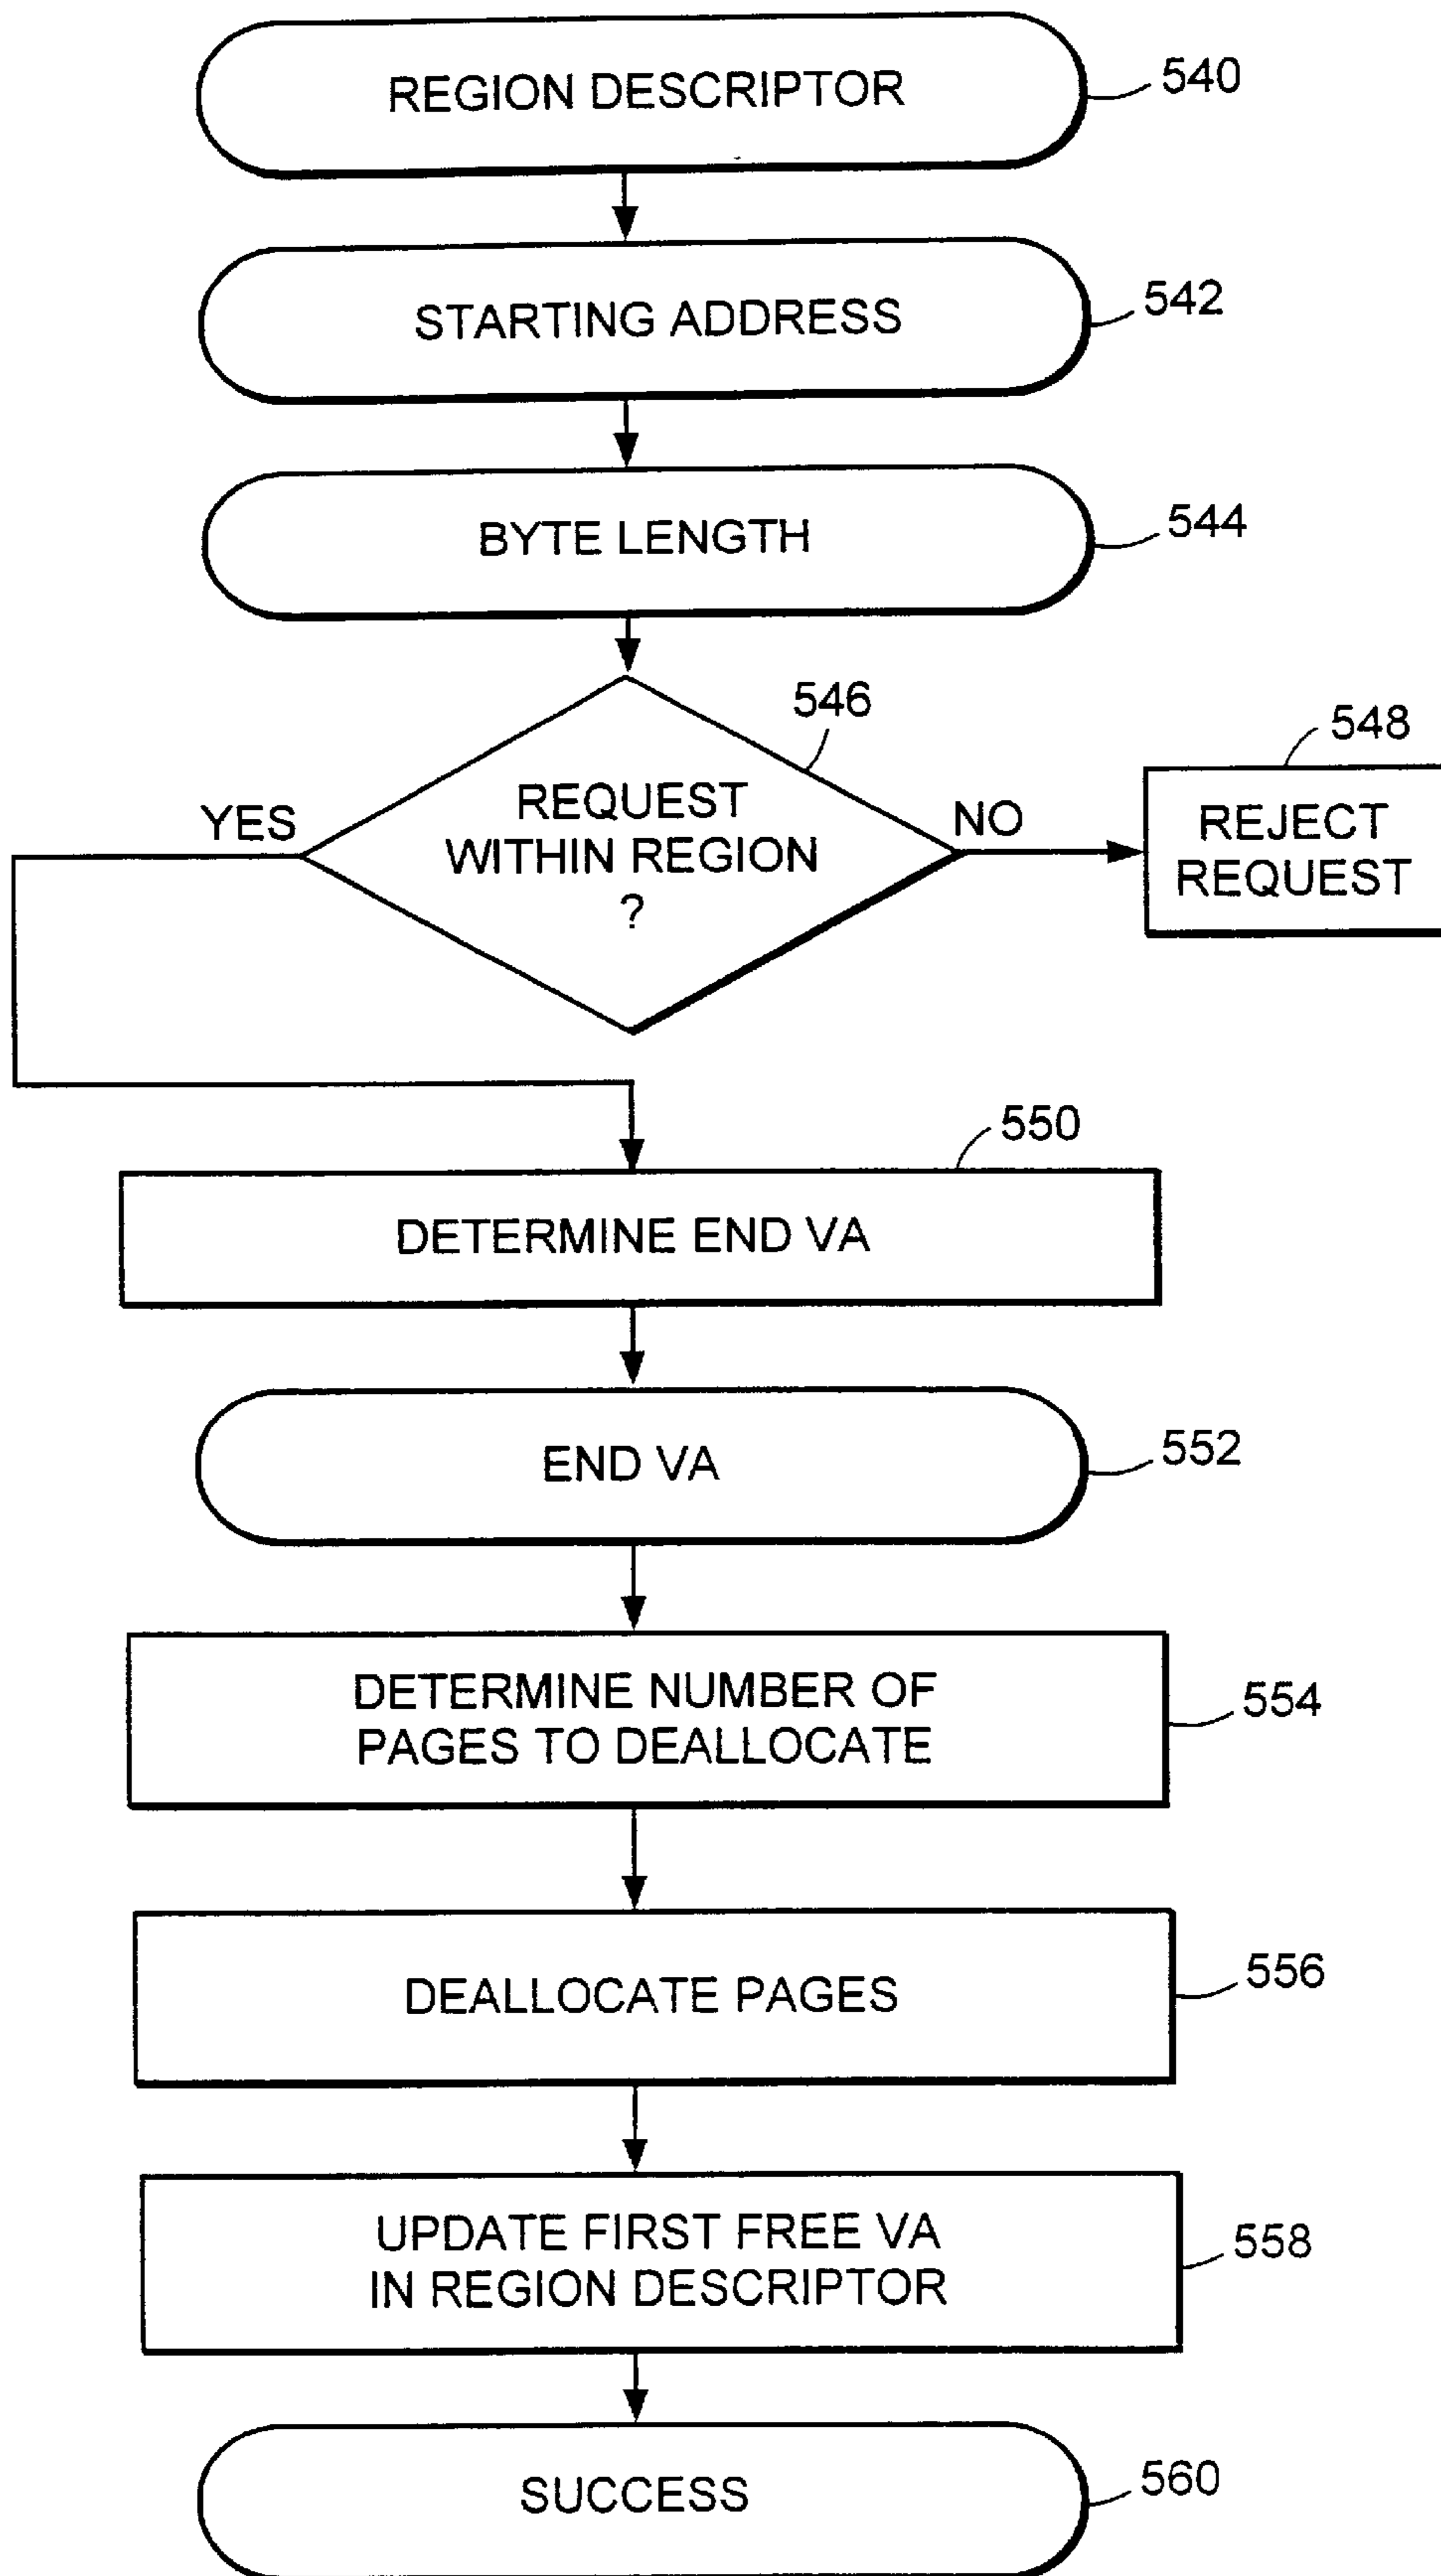 REGION DESCRIPTOR
540
STARTING ADDRESS
542
BYTE LENGTH
544
546
REQUEST
WITHIN REGION
?
YES
NO
548
REJECT
REQUEST
550
DETERMINE END VA
END VA
552
DETERMINE NUMBER OF
PAGES TO DEALLOCATE
554
DEALLOCATE PAGES
556
UPDATE FIRST FREE VA
IN REGION DESCRIPTOR
558
SUCCESS
560